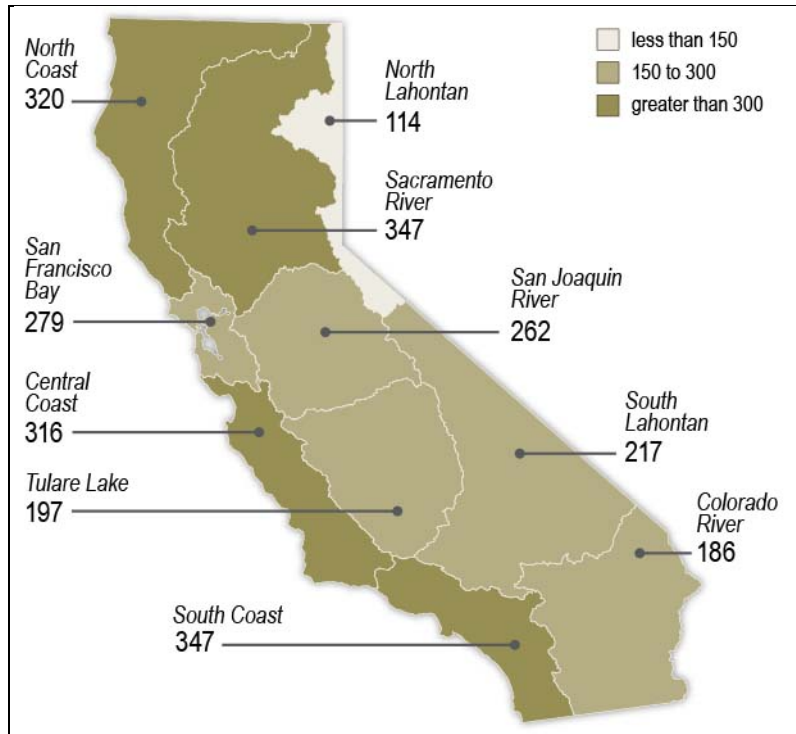 North
Coast
320
less than 150
150 to 300
greater than 300
North
Lahontan
114
Sacramento
River
347
San
Francisco
Bay
279
San Joaquin
River
262
Central
Coast
316
South
Lahontan
217
Tulare Lake
197
Colorado
River
186
South Coast
347